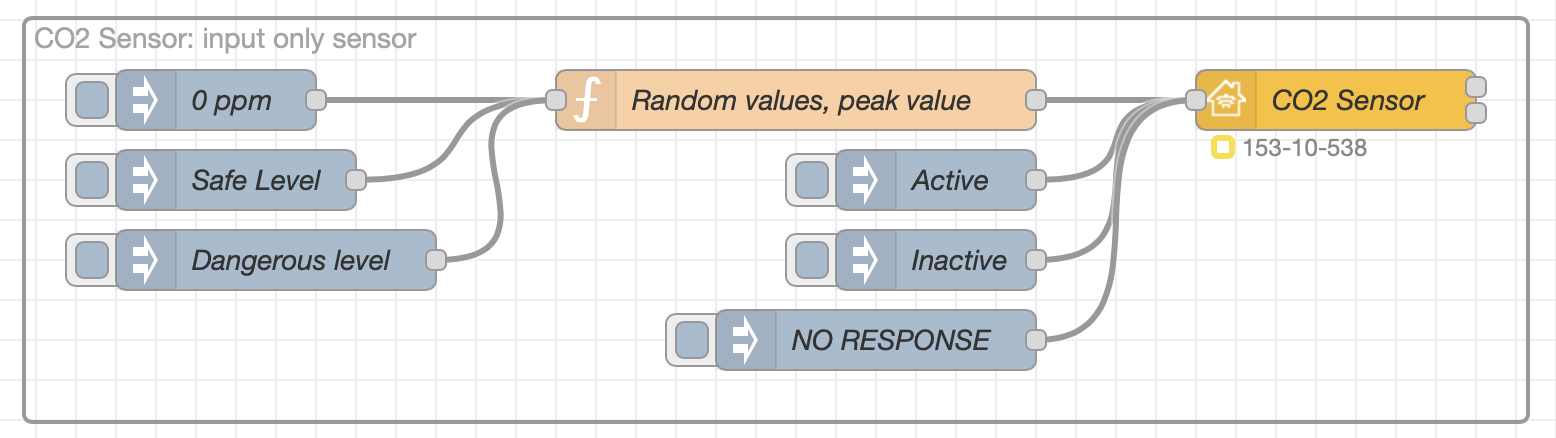 CO2 Sensor: input only sensor
0 ppm
Random values, peak value
CO2 Sensor
153-10-538
Safe Level
Active
Dangerous level
Inactive
NO RESPONSE